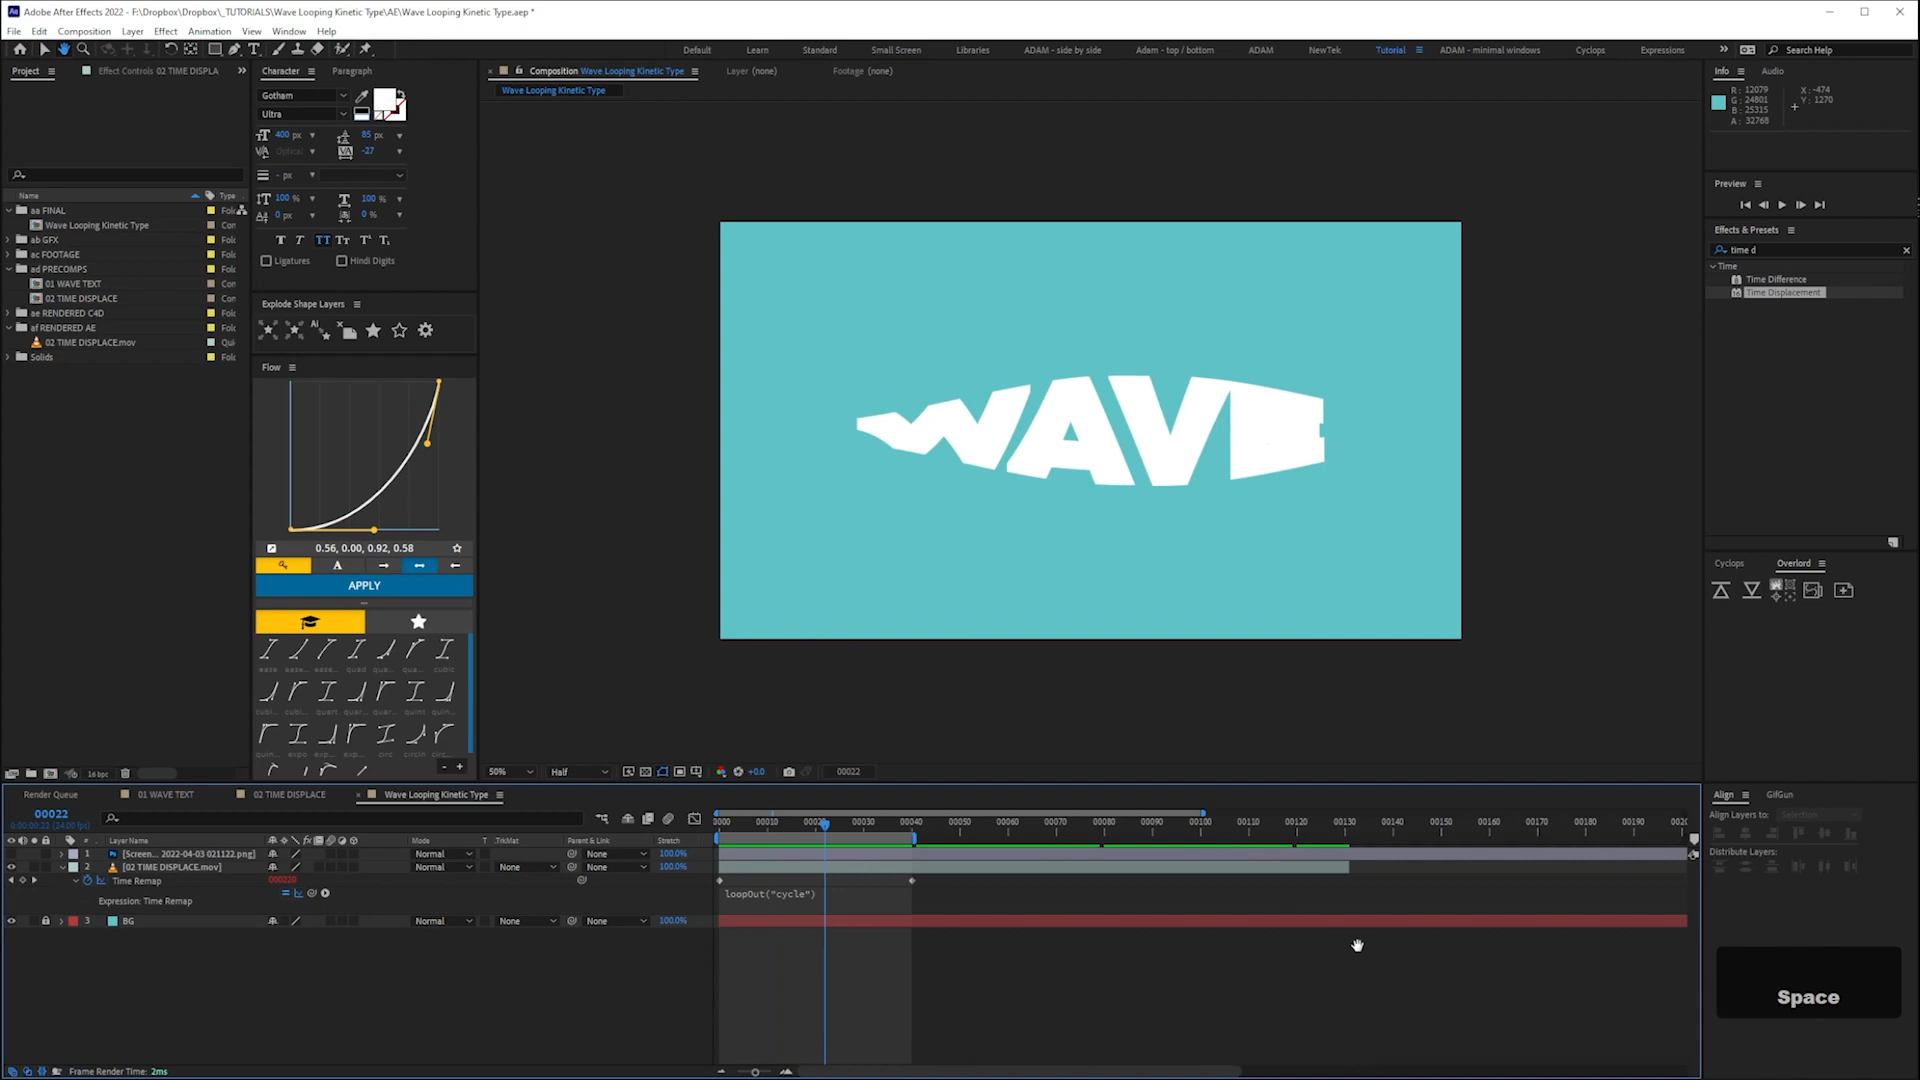 Adobe After Effects 2022 - F:\Dropbox\Dropbox\_TUTORIALS\Wave Looping Kinetic Type\AE\Wave Looping Kinetic Type.aep *
File Edit Composition Layer Effect Animation View Window Help
Default Learn Standard Small Screen Libraries ADAM - side by side Adam - top / bottom ADAM NewTek Tutorial ADAM - minimal windows Cyclops Expressions Search Help
Project Effect Controls 02 TIME DISPLA
Character Paragraph
Composition Wave Looping Kinetic Type Layer (none) Footage (none)
Wave Looping Kinetic Type
Info Audio
R: 12079
G: 24801
B: 25315
A: 32768
X: -474
Y: 1270
Gotham
Ultra
400 px 85 px
Optical -27
- px
100 % 100 %
0 px 0 %
Ligatures Hindi Digits
Name Type
aa FINAL Fol
Wave Looping Kinetic Type Con
ab GFX Fol
ac FOOTAGE Fol
ad PRECOMPS Fol
01 WAVE TEXT Con
02 TIME DISPLACE Con
ae RENDERED C4D Fol
af RENDERED AE Fol
02 TIME DISPLACE.mov Qui
Solids Fol
Explode Shape Layers
Flow
0.56, 0.00, 0.92, 0.58
APPLY
WAVE
Preview
Effects & Presets
time d
Time
Time Difference
Time Displacement
Cyclops Overlord
16 bpc
50% Half +0.0 00022
Render Queue 01 WAVE TEXT 02 TIME DISPLACE Wave Looping Kinetic Type
00022
0:00:00:22 (24.00 fps)
# Layer Name Mode T .TrkMat Parent & Link Stretch
0000 00010 00020 00030 00040 00050 00060 00070 00080 00090 00100 00110 00120 00130 00140 00150 00160 00170 00180 00190 0020
1 [Screen... 2022-04-03 021122.png] Normal None 100.0%
2 [02 TIME DISPLACE.mov] Normal None None 100.0%
Time Remap 000220
Expression: Time Remap
loopOut("cycle")
3 BG Normal None None 100.0%
Frame Render Time: 2ms
Align GifGun
Align Layers to: Selection
Distribute Layers:
Space